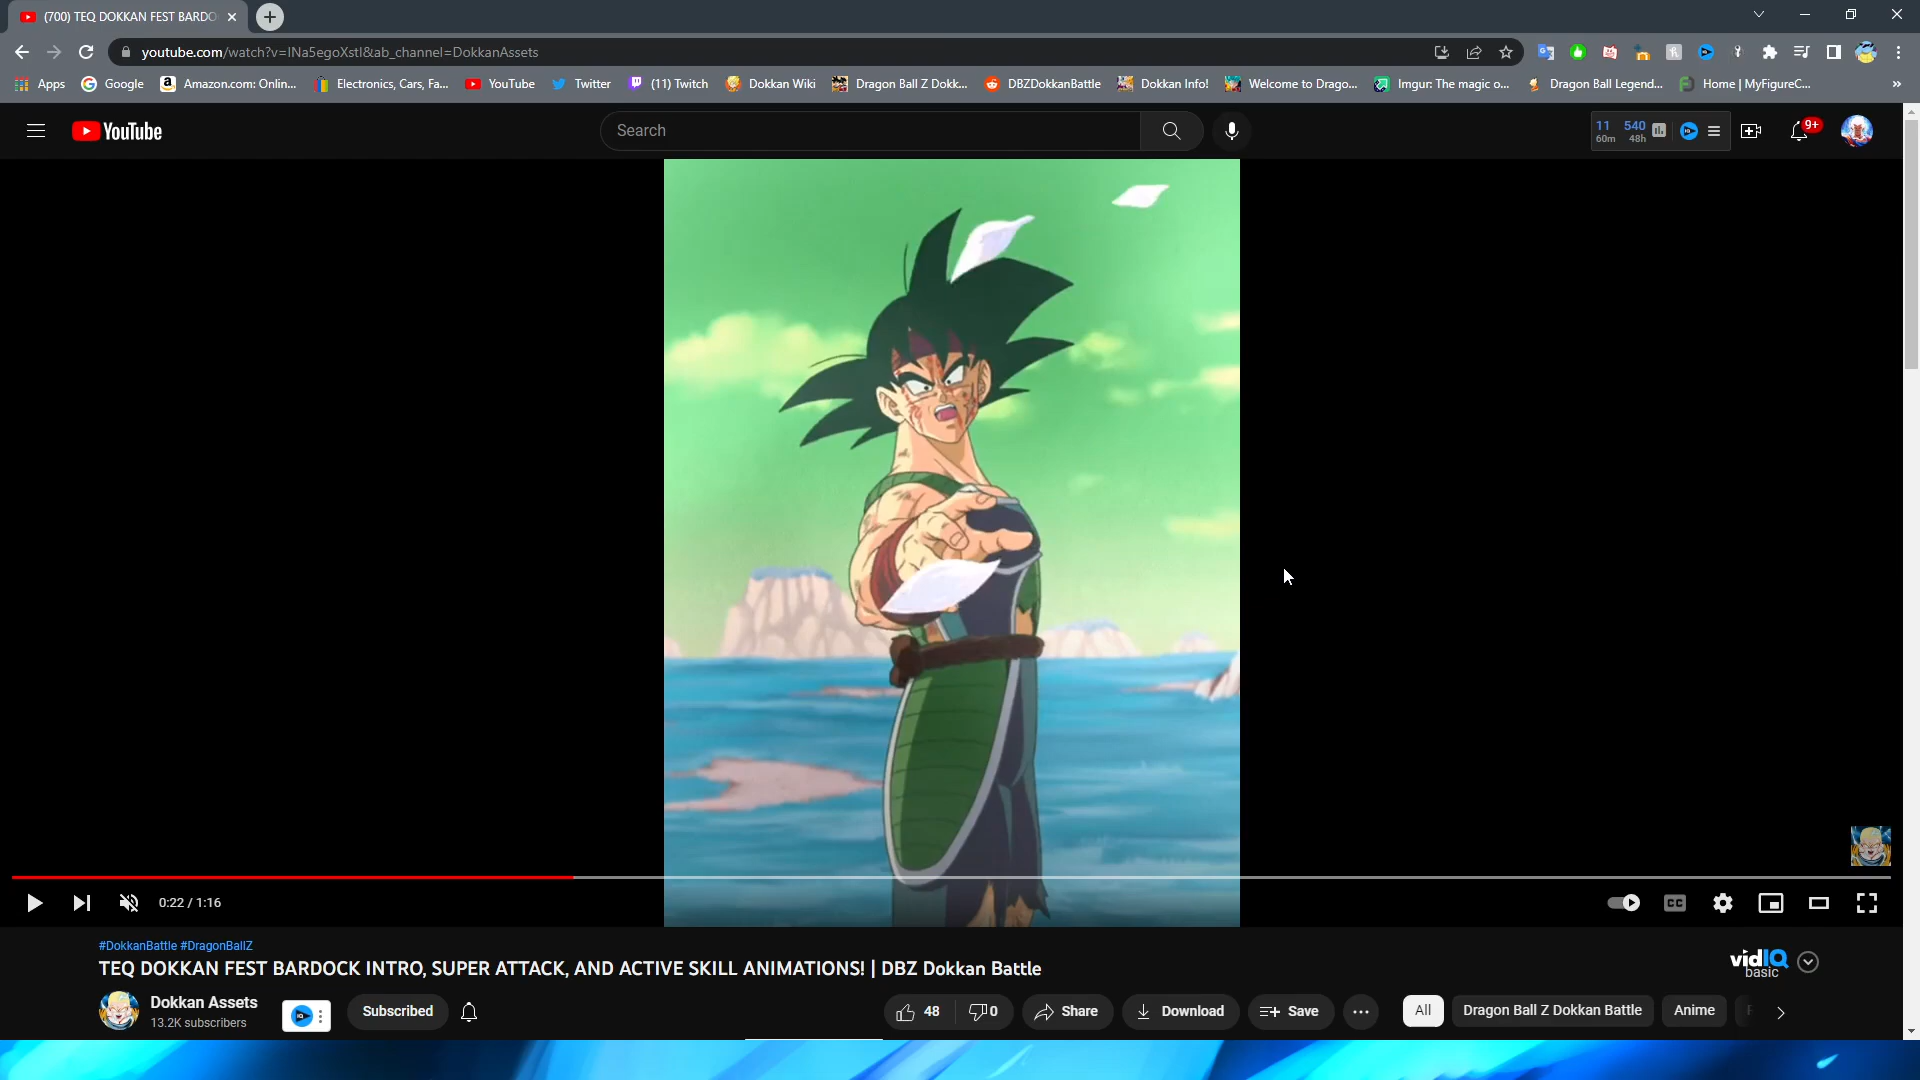 (700) TEQ DOKKAN FEST BARDO
youtube.com/watch?v=lNa5egoXstI&ab_channel=DokkanAssets
Apps
Google
Amazon.com: Onlin...
Electronics, Cars, Fa...
YouTube
Twitter
(11) Twitch
Dokkan Wiki
Dragon Ball Z Dokk...
DBZDokkanBattle
Dokkan Info!
Welcome to Drago...
Imgur: The magic o...
Dragon Ball Legend...
Home | MyFigureC...
»
YouTube
Search
11 540
60m 48h
9+
0:22 / 1:16
CC
#DokkanBattle #DragonBallZ
TEQ DOKKAN FEST BARDOCK INTRO, SUPER ATTACK, AND ACTIVE SKILL ANIMATIONS! | DBZ Dokkan Battle
vidIQ
basic
Dokkan Assets
13.2K subscribers
Subscribed
48
0
Share
Download
Save
All
Dragon Ball Z Dokkan Battle
Anime